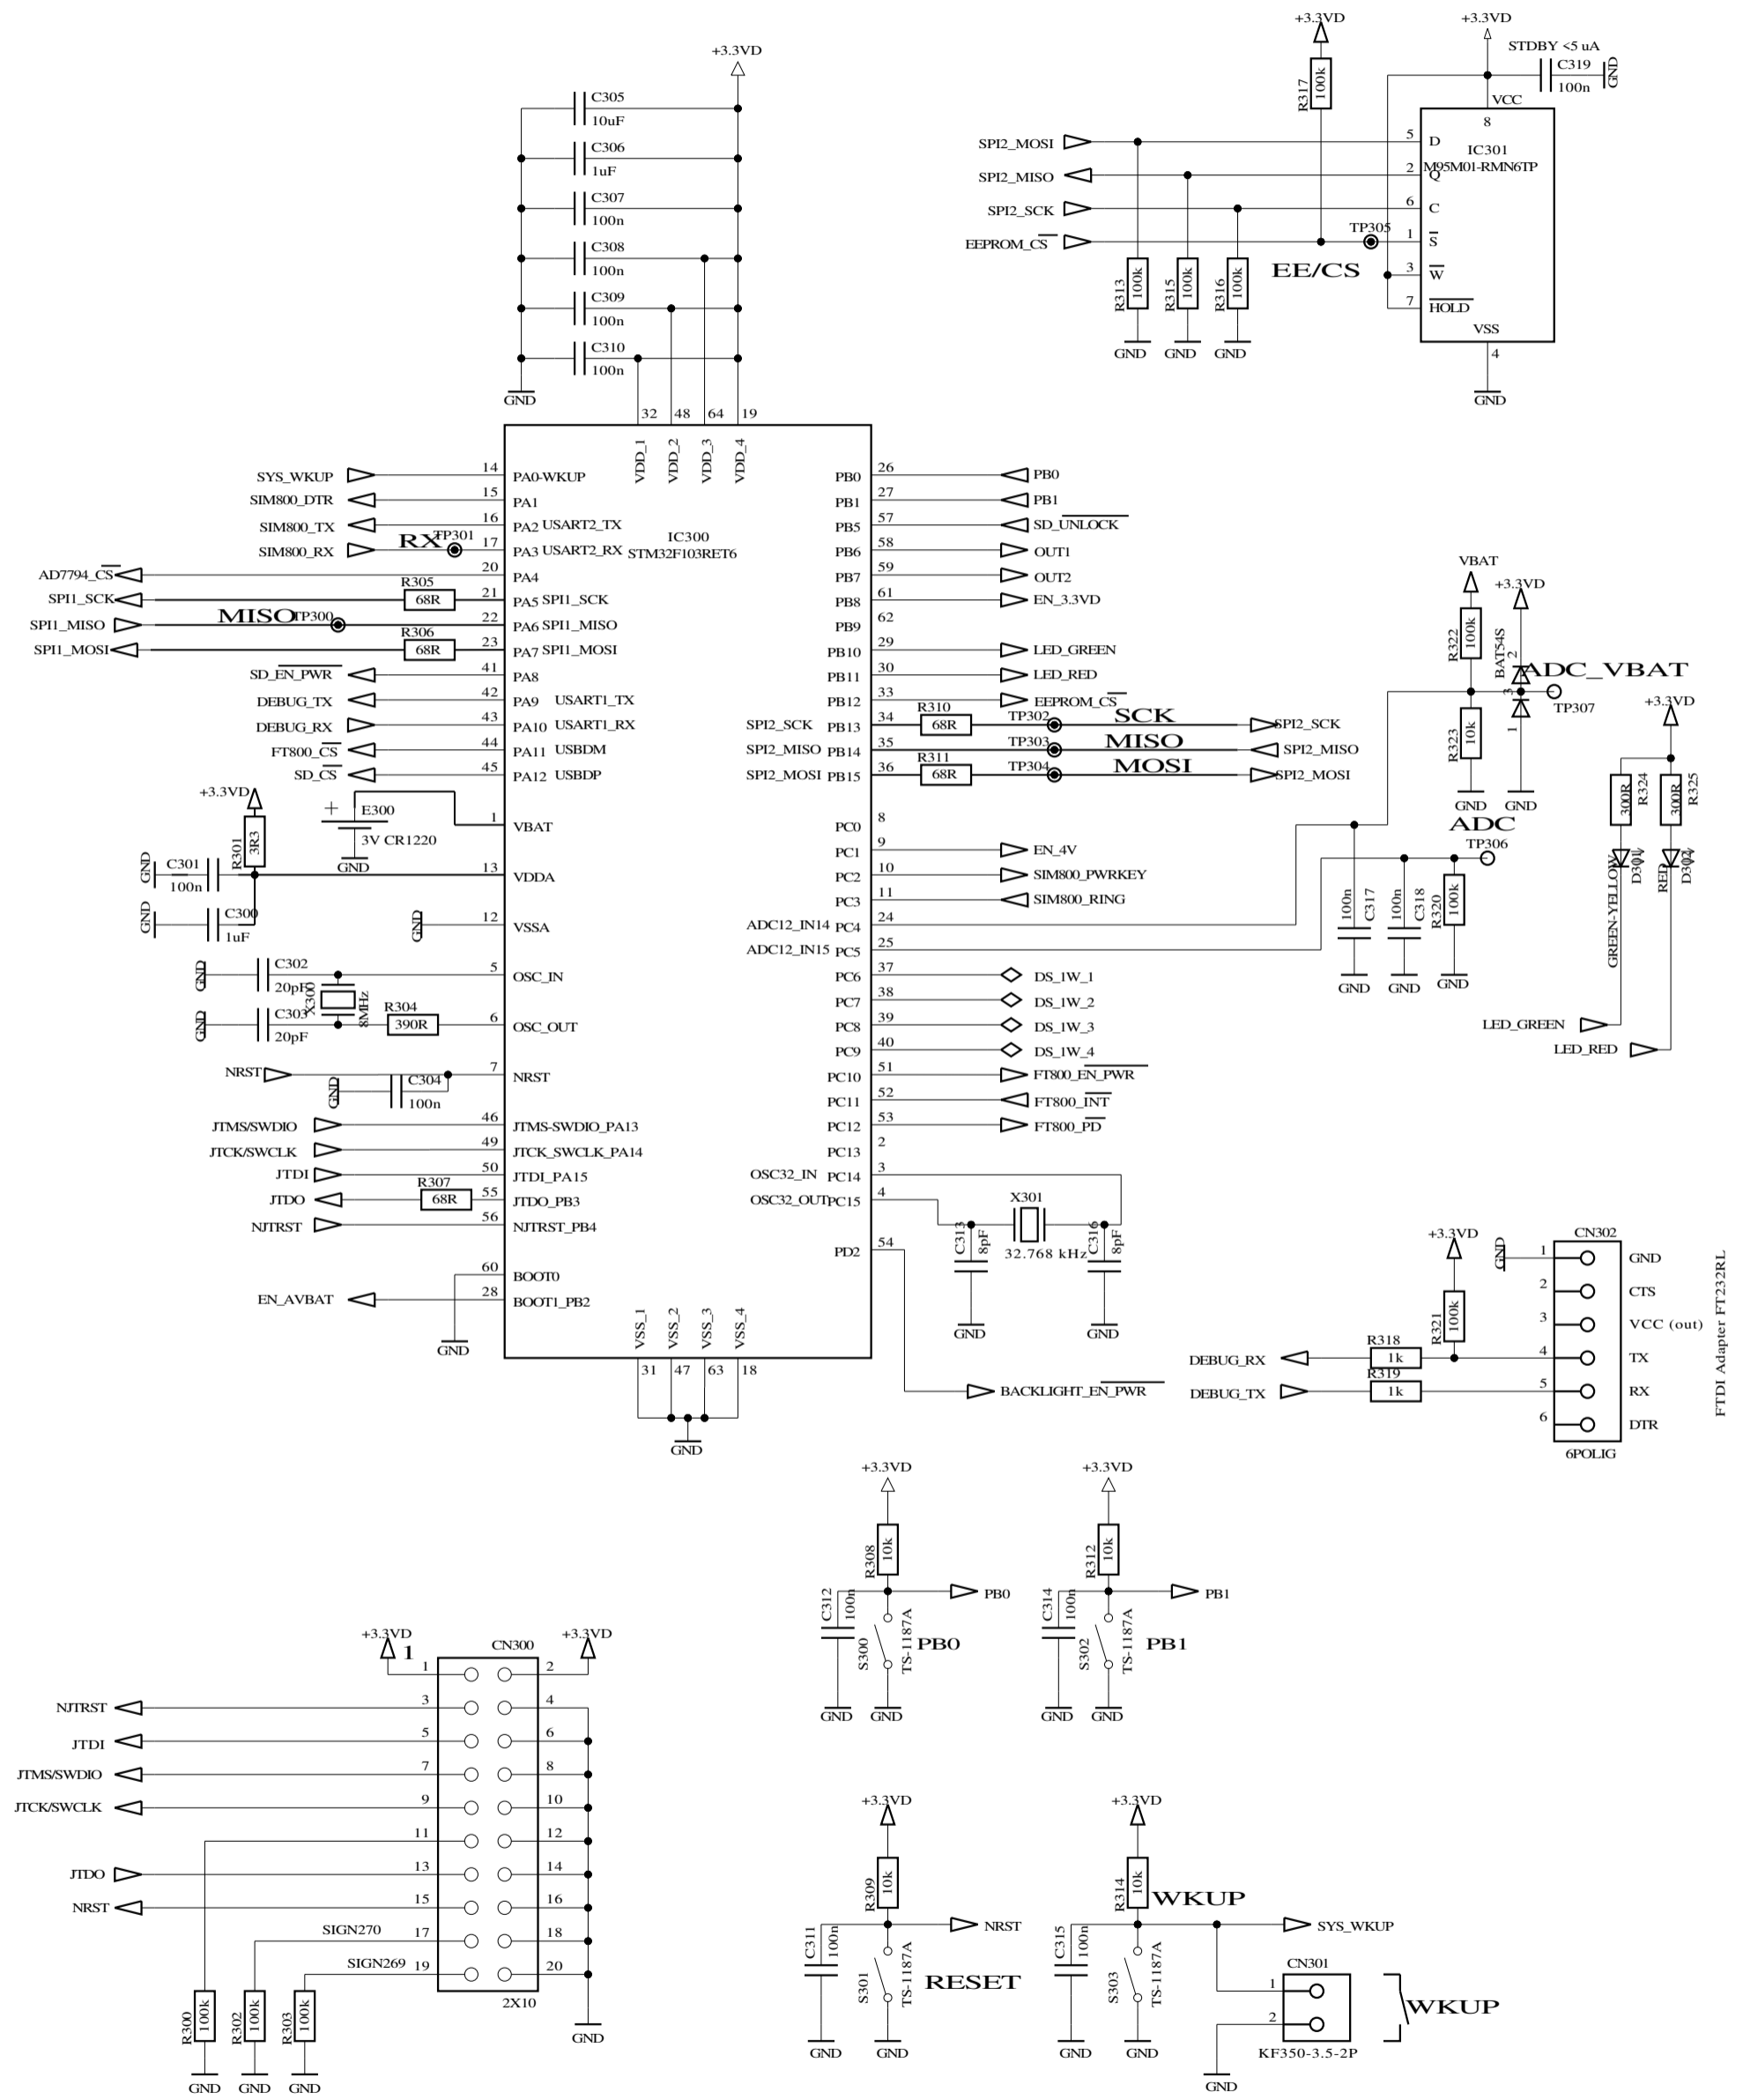 +3.3VD
C305
10uF
C306
1uF
C307
100n
C308
100n
C309
100n
C310
100n
GND
32 48 64 19
VDD_1 VDD_2 VDD_3 VDD_4
+3.3VD
R317 100k
+3.3VD
STDBY <5 uA
C319
100n
GND
VCC
8
IC301
M95M01-RMN6TP
SPI2_MOSI 5 D
SPI2_MISO 2 Q
SPI2_SCK 6 C
EEPROM_CS TP305 1 S
EE/CS
3 W
7 HOLD
VSS
4
GND
R313 100k
R315 100k
R316 100k
GND GND GND
IC300
STM32F103RET6
SYS_WKUP 14 PA0-WKUP
SIM800_DTR 15 PA1
SIM800_TX 16 PA2 USART2_TX
SIM800_RX RX TP301 17 PA3 USART2_RX
AD7794_CS 20 PA4
SPI1_SCK R305 68R 21 PA5 SPI1_SCK
SPI1_MISO MISO TP300 22 PA6 SPI1_MISO
SPI1_MOSI R306 68R 23 PA7 SPI1_MOSI
SD_EN_PWR 41 PA8
DEBUG_TX 42 PA9 USART1_TX
DEBUG_RX 43 PA10 USART1_RX
FT800_CS 44 PA11 USBDM
SD_CS 45 PA12 USBDP
+3.3VD
R301 3R3
+ E300
3V CR1220
GND
1 VBAT
GND C301 100n
13 VDDA
GND C300 1uF
GND 12 VSSA
GND C302 20pF 5 OSC_IN
X300 8MHz
GND C303 20pF R304 390R 6 OSC_OUT
NRST 7 NRST
GND C304 100n
JTMS/SWDIO 46 JTMS-SWDIO_PA13
JTCK/SWCLK 49 JTCK_SWCLK_PA14
JTDI 50 JTDI_PA15
JTDO R307 68R 55 JTDO_PB3
NJTRST 56 NJTRST_PB4
60 BOOT0
EN_AVBAT 28 BOOT1_PB2
GND
VSS_1 VSS_2 VSS_3 VSS_4
31 47 63 18
GND
PB0 26 PB0
PB1 27 PB1
PB5 57 SD_UNLOCK
PB6 58 OUT1
PB7 59 OUT2
PB8 61 EN_3.3VD
PB9 62
PB10 29 LED_GREEN
PB11 30 LED_RED
PB12 33 EEPROM_CS
SPI2_SCK PB13 34 R310 68R TP302 SCK SPI2_SCK
SPI2_MISO PB14 35 TP303 MISO SPI2_MISO
SPI2_MOSI PB15 36 R311 68R TP304 MOSI SPI2_MOSI
PC0 8
PC1 9 EN_4V
PC2 10 SIM800_PWRKEY
PC3 11 SIM800_RING
ADC12_IN14 PC4 24
ADC12_IN15 PC5 25
PC6 37 DS_1W_1
PC7 38 DS_1W_2
PC8 39 DS_1W_3
PC9 40 DS_1W_4
PC10 51 FT800_EN_PWR
PC11 52 FT800_INT
PC12 53 FT800_PD
PC13 2
OSC32_IN PC14 3
OSC32_OUT PC15 4
X301
32.768 kHz
C313 8pF
C316 8pF
GND GND
PD2 54
BACKLIGHT_EN_PWR
VBAT
+3.3VD
R322 100k
BAT54S
2
3
1
ADC_VBAT
TP307
R323 10k
GND GND
ADC
TP306
100n C317
100n C318
R320 100k
GND GND GND
+3.3VD
300R R324
300R R325
GREEN-YELLOW D301
RED D302
LED_GREEN
LED_RED
+3.3VD
R321 100k
CN302
GND 1 GND
2 CTS
3 VCC (out)
DEBUG_RX R318 1k 4 TX
DEBUG_TX R319 1k 5 RX
6 DTR
6POLIG
FTDI Adapter FT232RL
+3.3VD
R308 10k
C312 100n
PB0
S300 TS-1187A
PB0
GND GND
+3.3VD
R312 10k
C314 100n
PB1
S302 TS-1187A
PB1
GND GND
+3.3VD 1 CN300 +3.3VD
1 2
NJTRST 3 4
JTDI 5 6
JTMS/SWDIO 7 8
JTCK/SWCLK 9 10
11 12
JTDO 13 14
NRST 15 16
SIGN270 17 18
SIGN269 19 20
2X10
R300 100k
R302 100k
R303 100k
GND GND GND
GND
+3.3VD
R309 10k
C311 100n
NRST
S301 TS-1187A
RESET
GND GND
+3.3VD
R314 10k
WKUP
C315 100n
SYS_WKUP
S303 TS-1187A
GND GND
CN301
1
2
KF350-3.5-2P
WKUP
GND